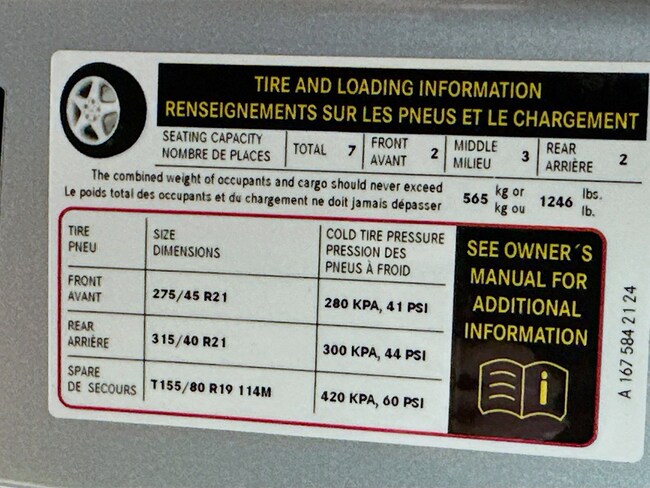 TIRE AND LOADING INFORMATION
RENSEIGNEMENTS SUR LES PNEUS ET LE CHARGEMENT
SEATING CAPACITY
NOMBRE DE PLACES
TOTAL 7
FRONT
AVANT 2
MIDDLE
MILIEU 3
REAR
ARRIÈRE 2
The combined weight of occupants and cargo should never exceed
Le poids total des occupants et du chargement ne doit jamais dépasser
565 kg or
kg ou
1246 lbs.
lb.
TIRE
PNEU
SIZE
DIMENSIONS
COLD TIRE PRESSURE
PRESSION DES
PNEUS À FROID
FRONT
AVANT
275/45 R21
280 KPA, 41 PSI
REAR
ARRIÈRE
315/40 R21
300 KPA, 44 PSI
SPARE
DE SECOURS
T155/80 R19 114M
420 KPA, 60 PSI
SEE OWNER´S
MANUAL FOR
ADDITIONAL
INFORMATION
i
A 167 584 21 24